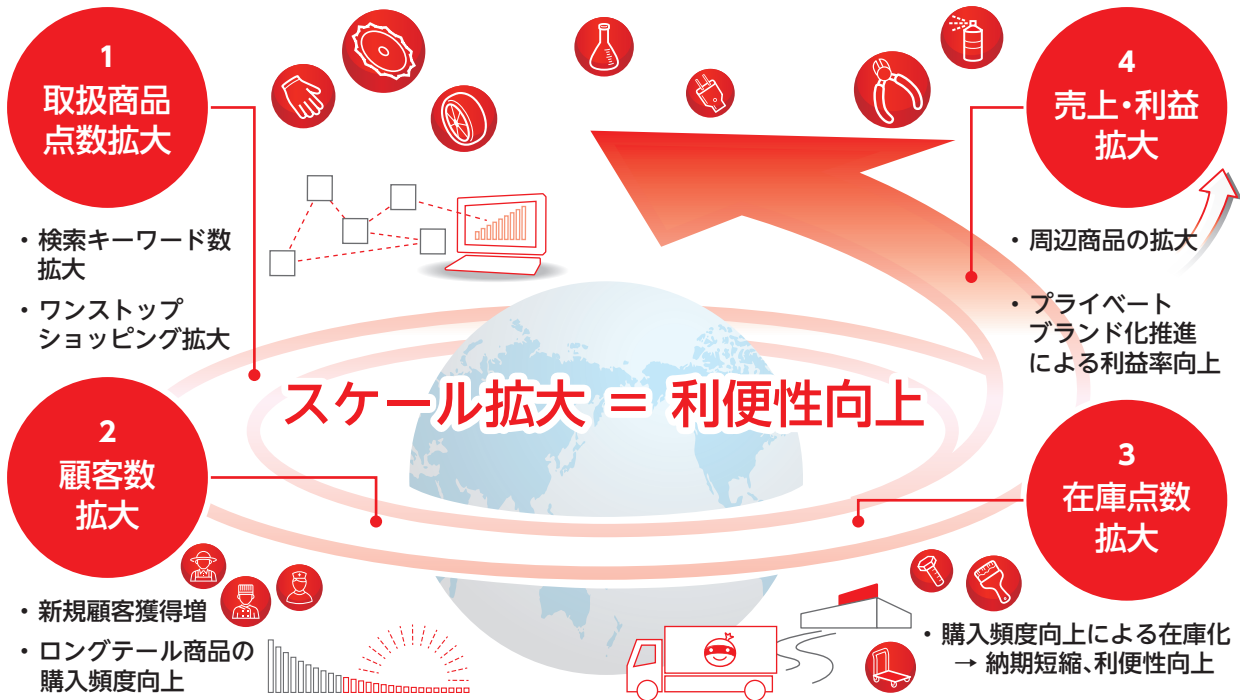 1
取扱商品
点数拡大
・検索キーワード数
拡大
・ワンストップ
ショッピング拡大
2
顧客数
拡大
・新規顧客獲得増
・ロングテール商品の
購入頻度向上
スケール拡大 ＝ 利便性向上
3
在庫点数
拡大
・購入頻度向上による在庫化
→ 納期短縮、利便性向上
4
売上・利益
拡大
・周辺商品の拡大
・プライベート
ブランド化推進
による利益率向上